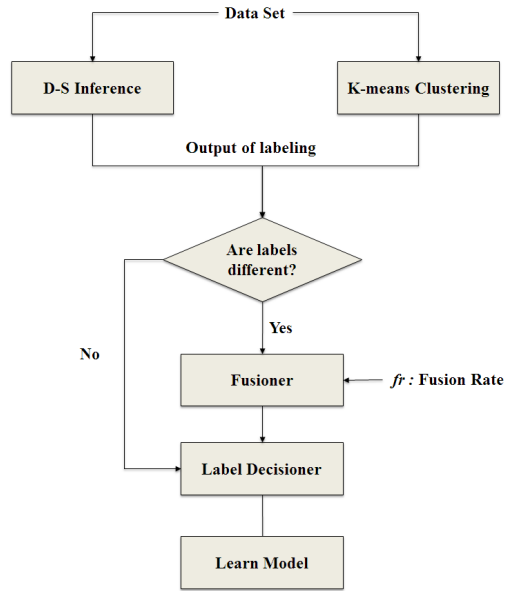 Data Set
D-S Inference
K-means Clustering
Output of labeling
Are labels
different?
Yes
No
Fusioner
fr : Fusion Rate
Label Decisioner
Learn Model